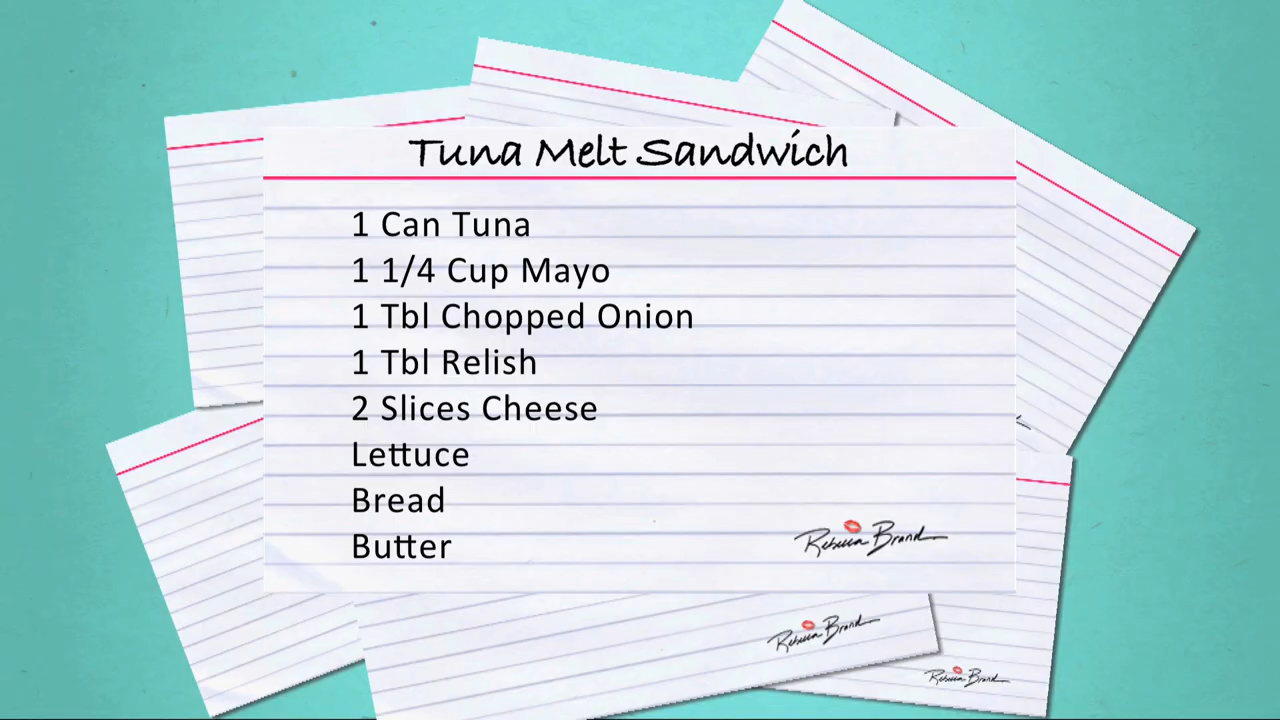 Tuna Melt Sandwich
1 Can Tuna
1 1/4 Cup Mayo
1 Tbl Chopped Onion
1 Tbl Relish
2 Slices Cheese
Lettuce
Bread
Butter
Rebecca Brand
Rebecca Brand
Rebecca Brand